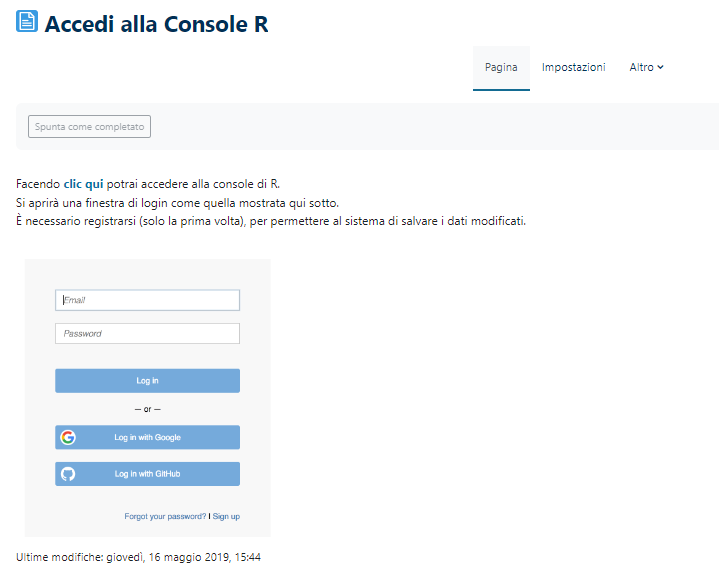 Accedi alla Console R
Pagina Impostazioni Altro
Spunta come completato
Facendo clic qui potrai accedere alla console di R.
Si aprirà una finestra di login come quella mostrata qui sotto.
È necessario registrarsi (solo la prima volta), per permettere al sistema di salvare i dati modificati.
Email
Password
Log in
— or —
Log in with Google
Log in with GitHub
Forgot your password? | Sign up
Ultime modifiche: giovedì, 16 maggio 2019, 15:44